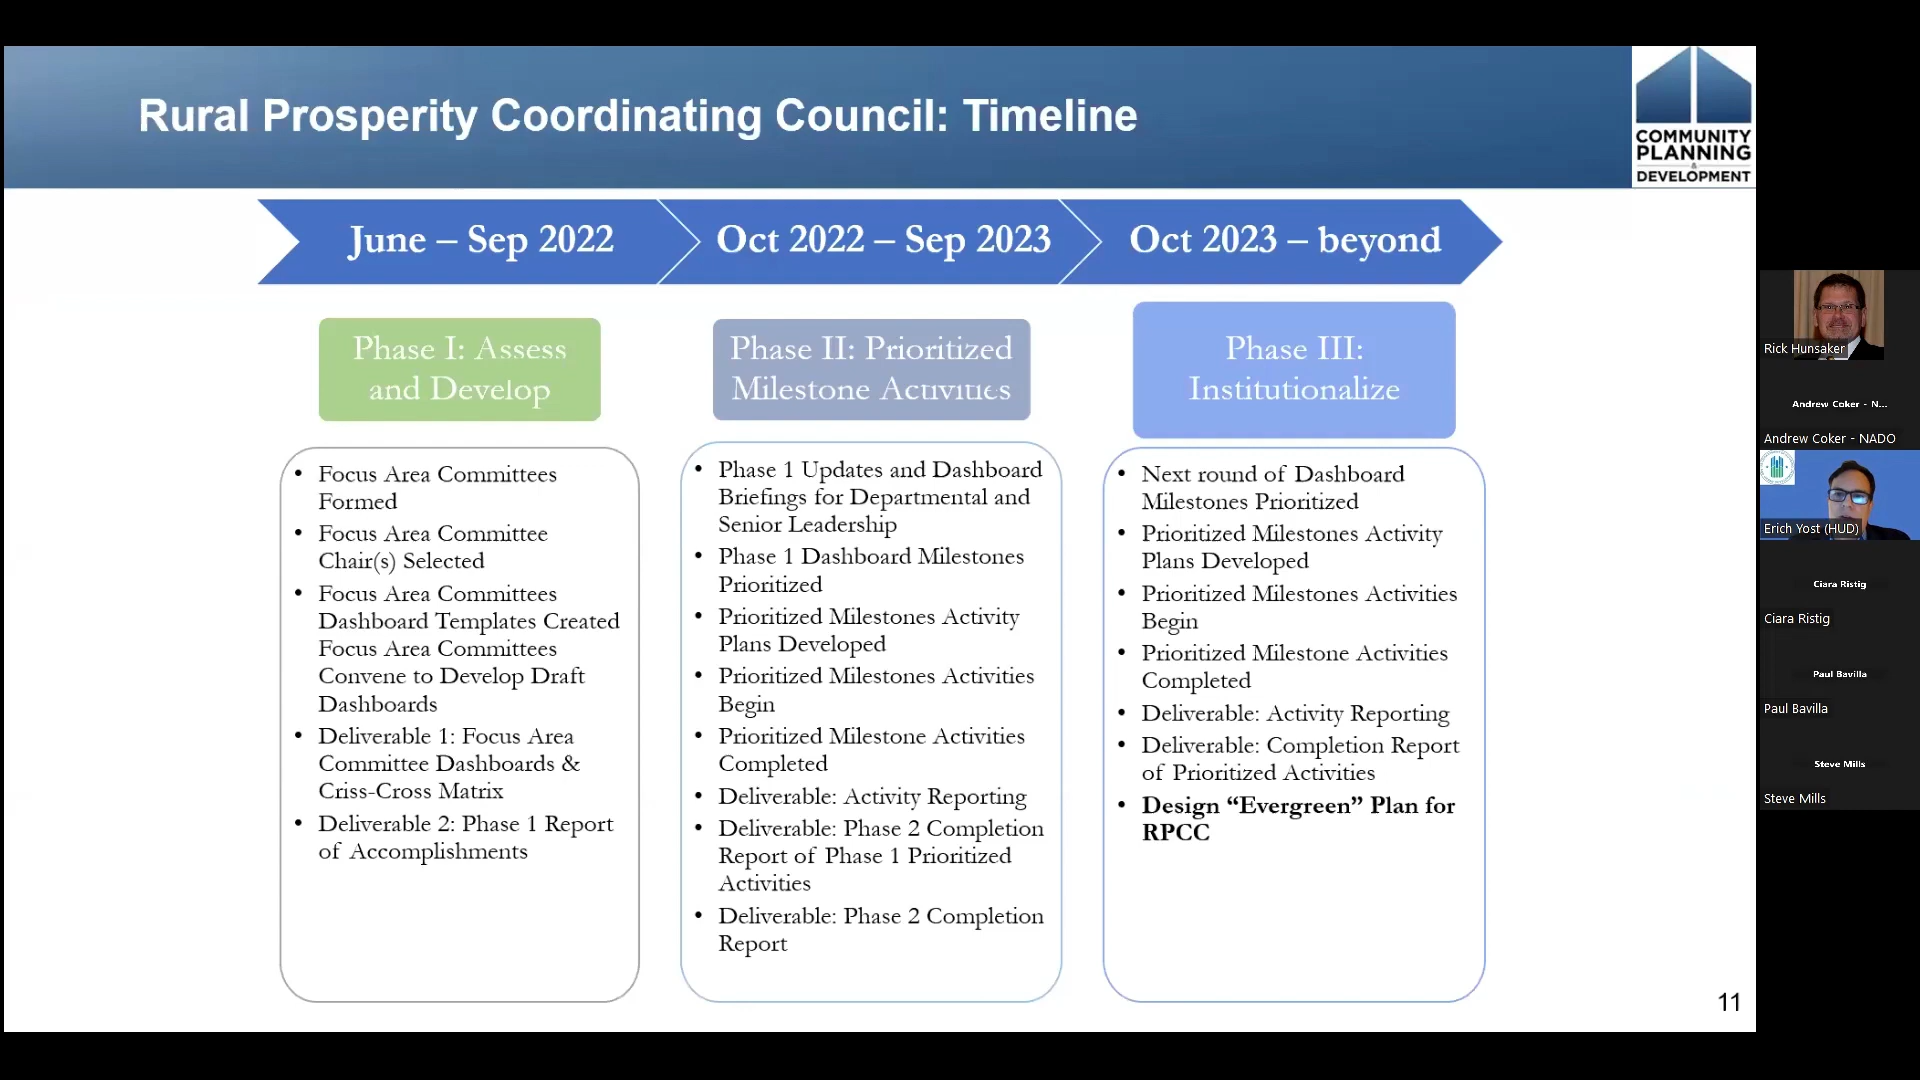 Rural Prosperity Coordinating Council: Timeline
COMMUNITY
PLANNING
&
DEVELOPMENT
June – Sep 2022
Oct 2022 – Sep 2023
Oct 2023 – beyond
Phase I: Assess
and Develop
Phase II: Prioritized
Milestone Activities
Phase III:
Institutionalize
• Focus Area Committees
Formed
• Focus Area Committee
Chair(s) Selected
• Focus Area Committees
Dashboard Templates Created
Focus Area Committees
Convene to Develop Draft
Dashboards
• Deliverable 1: Focus Area
Committee Dashboards &
Criss-Cross Matrix
• Deliverable 2: Phase 1 Report
of Accomplishments
• Phase 1 Updates and Dashboard
Briefings for Departmental and
Senior Leadership
• Phase 1 Dashboard Milestones
Prioritized
• Prioritized Milestones Activity
Plans Developed
• Prioritized Milestones Activities
Begin
• Prioritized Milestone Activities
Completed
• Deliverable: Activity Reporting
• Deliverable: Phase 2 Completion
Report of Phase 1 Prioritized
Activities
• Deliverable: Phase 2 Completion
Report
• Next round of Dashboard
Milestones Prioritized
• Prioritized Milestones Activity
Plans Developed
• Prioritized Milestones Activities
Begin
• Prioritized Milestone Activities
Completed
• Deliverable: Activity Reporting
• Deliverable: Completion Report
of Prioritized Activities
• Design “Evergreen” Plan for
RPCC
11
Rick Hunsaker
Andrew Coker - N...
Andrew Coker - NADO
Erich Yost (HUD)
Ciara Ristig
Ciara Ristig
Paul Bavilla
Paul Bavilla
Steve Mills
Steve Mills